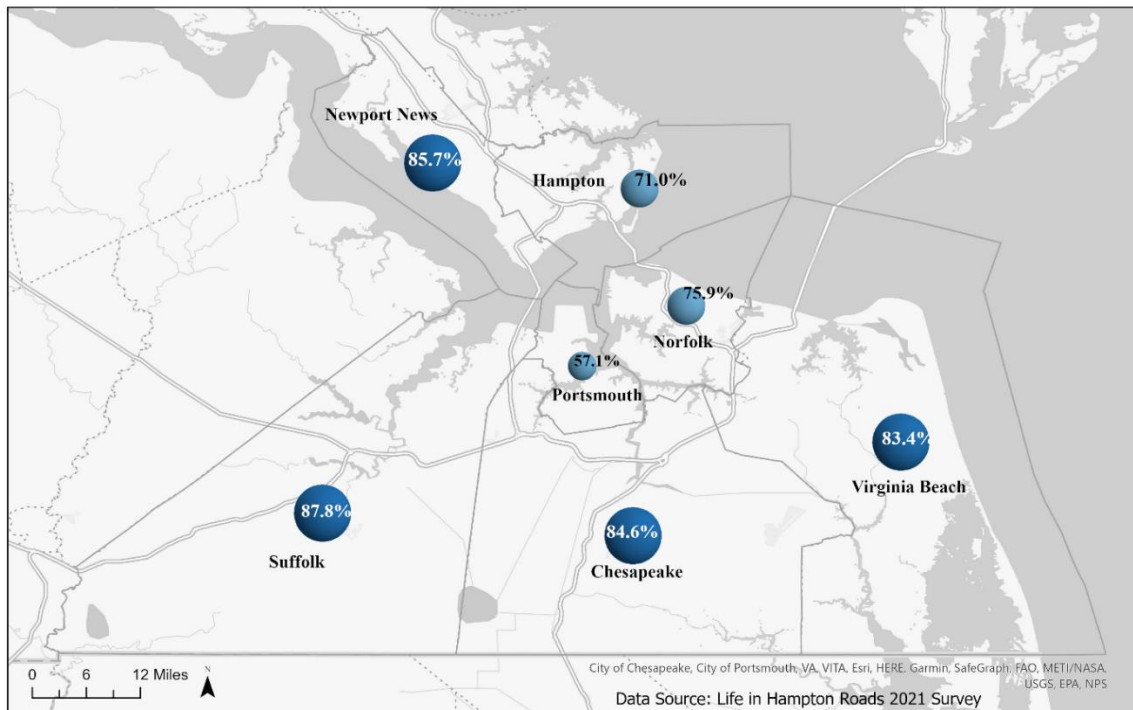 Newport News
85.7%
Hampton
71.0%
75.9%
Norfolk
57.1%
Portsmouth
83.4%
Virginia Beach
87.8%
Suffolk
84.6%
Chesapeake
0 6 12 Miles
N
City of Chesapeake, City of Portsmouth, VA, VITA, Esri, HERE, Garmin, SafeGraph, FAO, METI/NASA,
USGS, EPA, NPS
Data Source: Life in Hampton Roads 2021 Survey